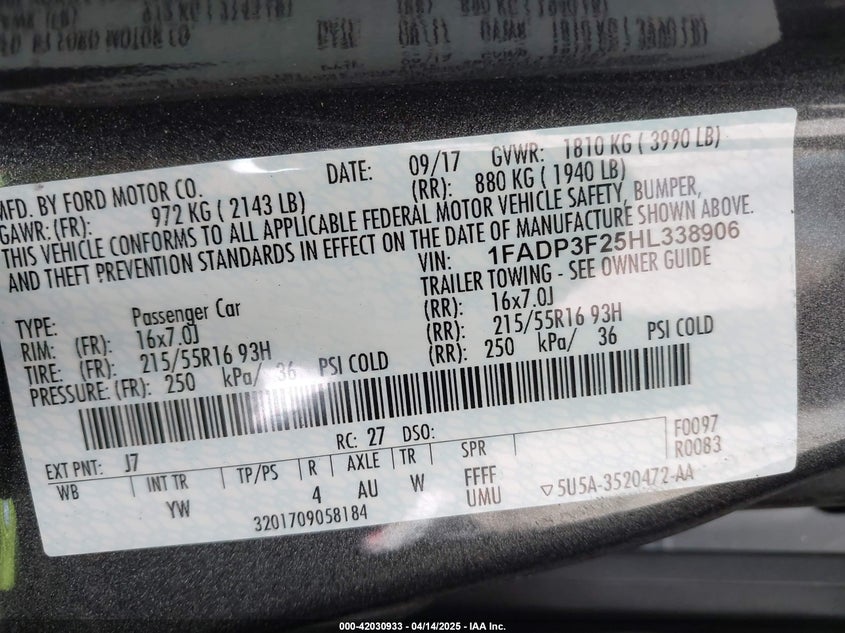 MFD. BY FORD MOTOR CO. DATE: 09/17 GVWR: 1810 KG ( 3990 LB)
GAWR: (FR): 972 KG ( 2143 LB) (RR): 880 KG ( 1940 LB)
THIS VEHICLE CONFORMS TO ALL APPLICABLE FEDERAL MOTOR VEHICLE SAFETY, BUMPER,
AND THEFT PREVENTION STANDARDS IN EFFECT ON THE DATE OF MANUFACTURE SHOWN ABOVE.
VIN: 1FADP3F25HL338906
TRAILER TOWING - SEE OWNER GUIDE
TYPE: Passenger Car
RIM: (FR): 16x7.0J (RR): 16x7.0J
TIRE: (FR): 215/55R16 93H (RR): 215/55R16 93H
PRESSURE: (FR): 250 kPa/ 36 PSI COLD (RR): 250 kPa/ 36 PSI COLD
RC: 27 DSO: F0097
EXT PNT: J7 R0083
WB INT TR TP/PS R AXLE TR SPR
YW 4 AU W FFFF
UMU
3201709058184 ▽5U5A-3520472-AA
000-42030933 - 04/14/2025 - IAA Inc.